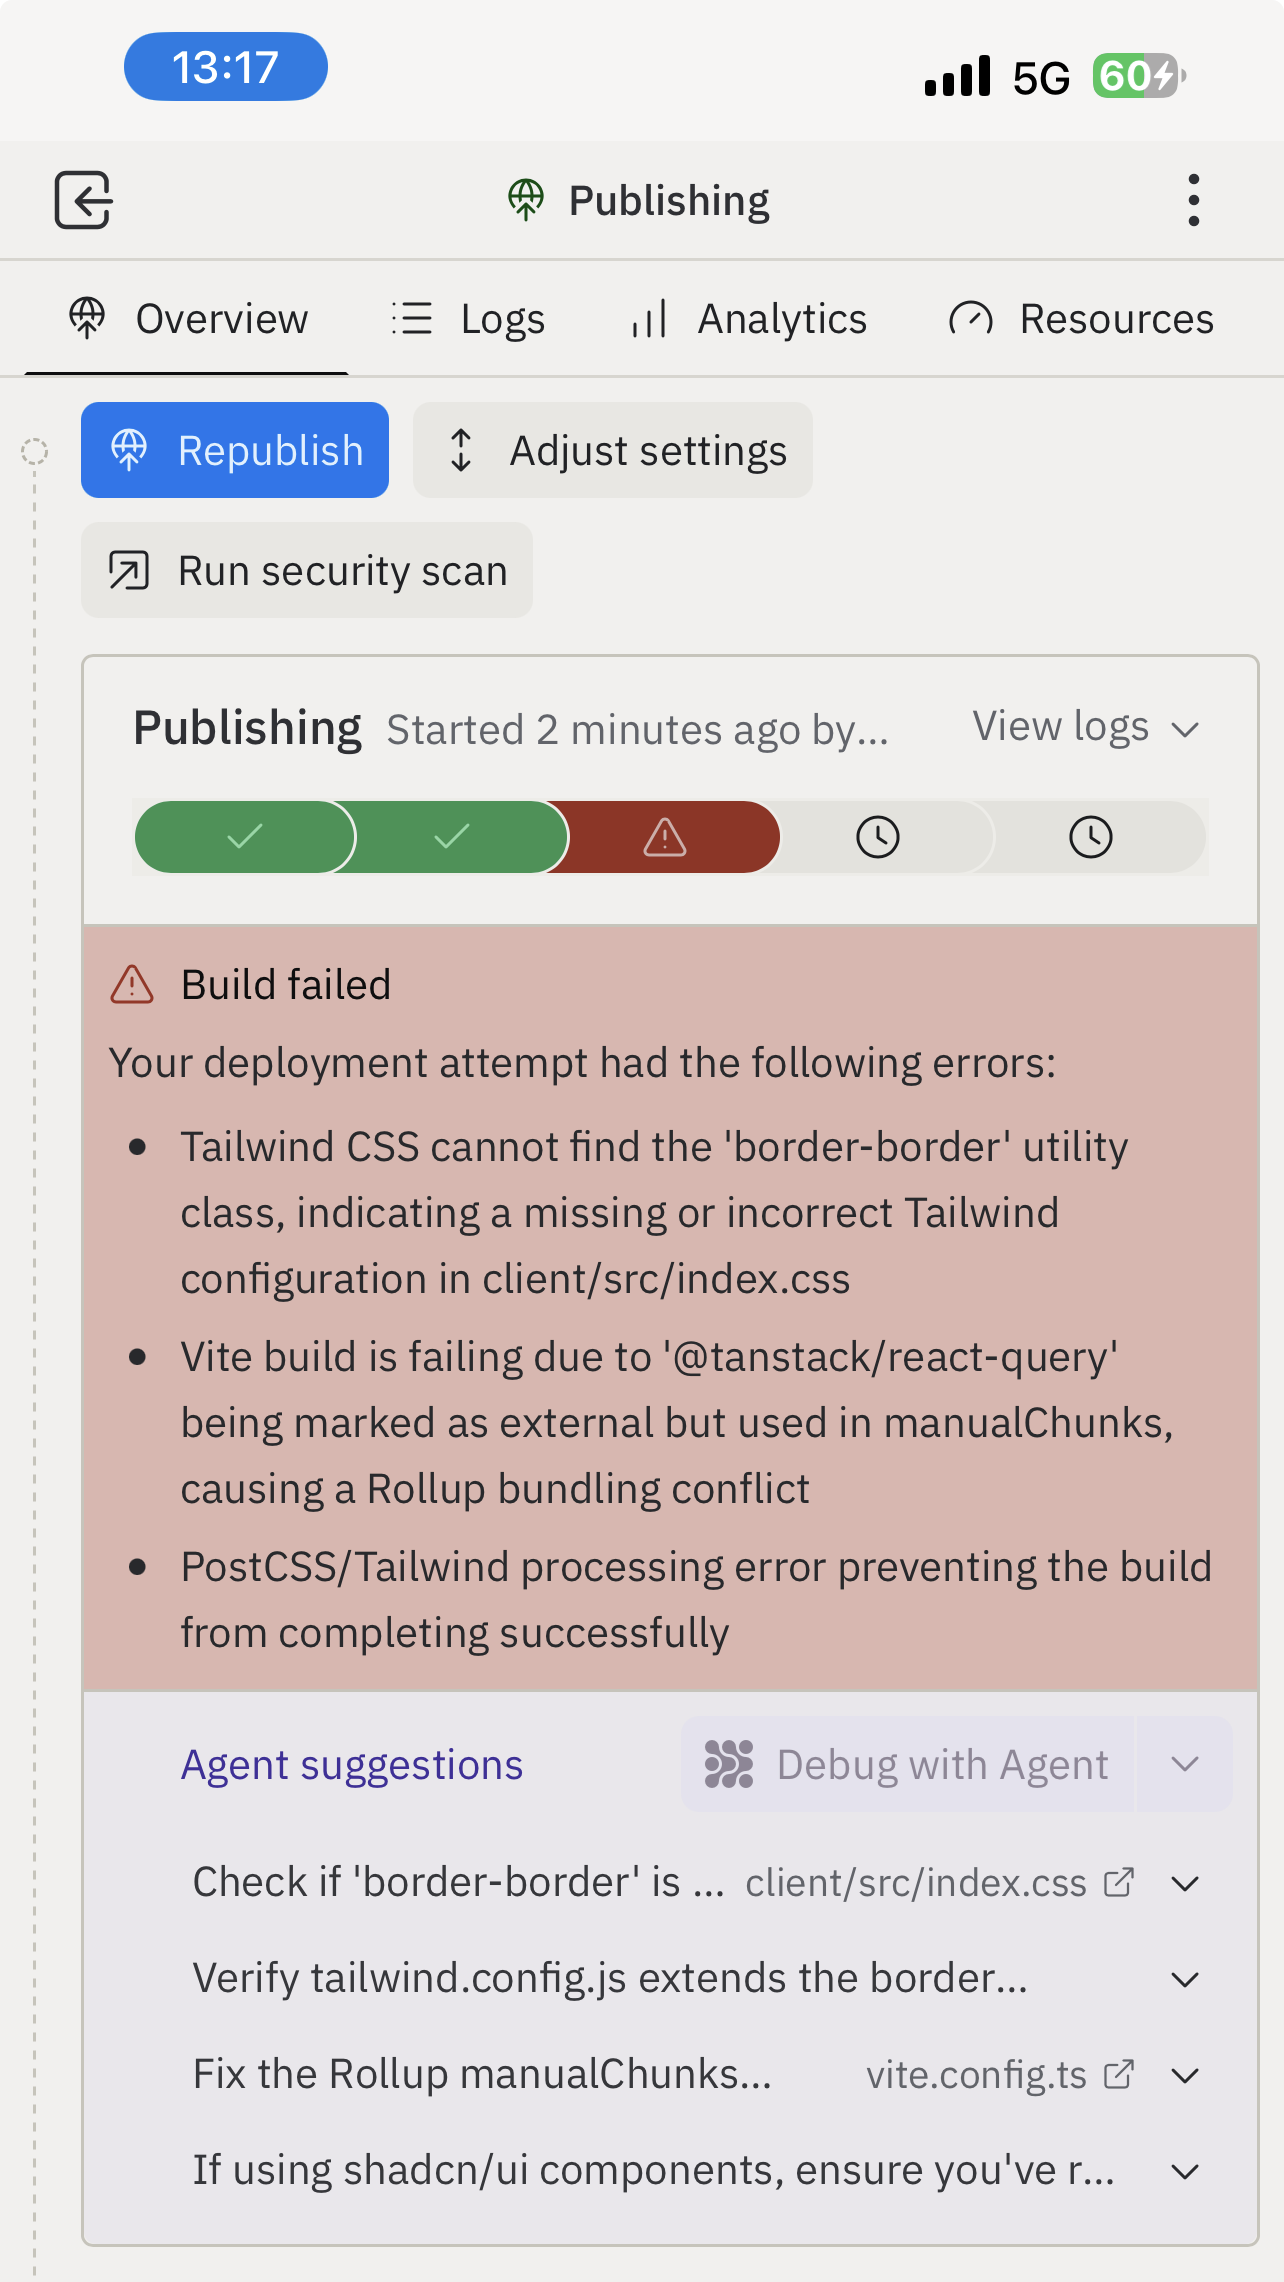 13:17
5G
60
Publishing
Overview
Logs
Analytics
Resources
Republish
Adjust settings
Run security scan
Publishing Started 2 minutes ago by...
View logs
Build failed
Your deployment attempt had the following errors:
• Tailwind CSS cannot find the 'border-border' utility
class, indicating a missing or incorrect Tailwind
configuration in client/src/index.css
• Vite build is failing due to '@tanstack/react-query'
being marked as external but used in manualChunks,
causing a Rollup bundling conflict
• PostCSS/Tailwind processing error preventing the build
from completing successfully
Agent suggestions
Debug with Agent
Check if 'border-border' is ... client/src/index.css
Verify tailwind.config.js extends the border...
Fix the Rollup manualChunks... vite.config.ts
If using shadcn/ui components, ensure you've r...